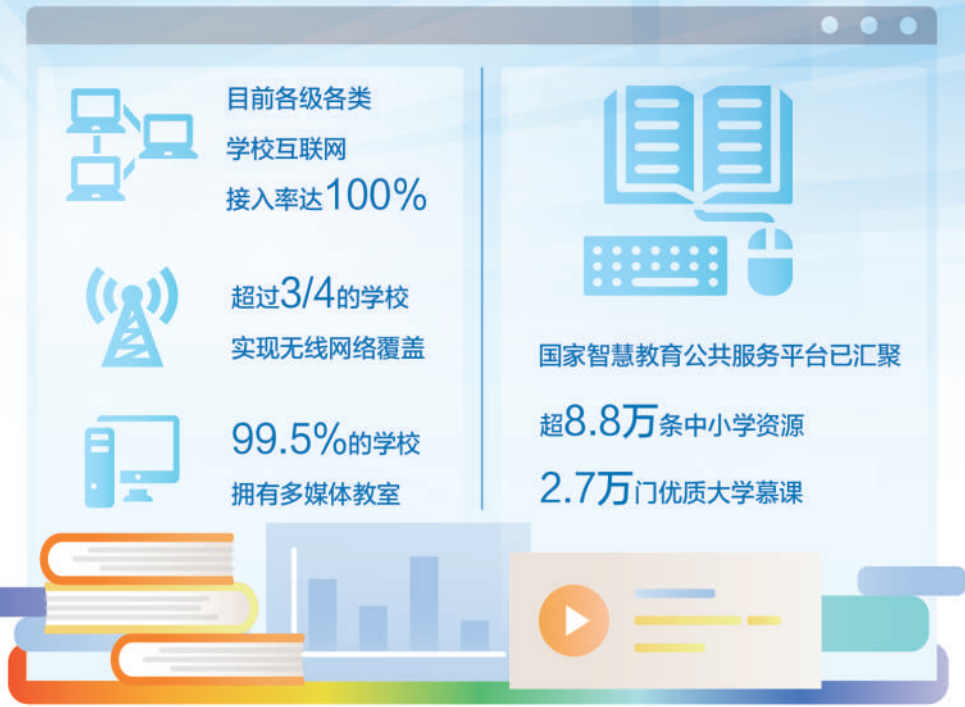 目前各级各类
学校互联网
接入率达100%
超过3/4的学校
实现无线网络覆盖
99.5%的学校
拥有多媒体教室
国家智慧教育公共服务平台已汇聚
超8.8万条中小学资源
2.7万门优质大学慕课